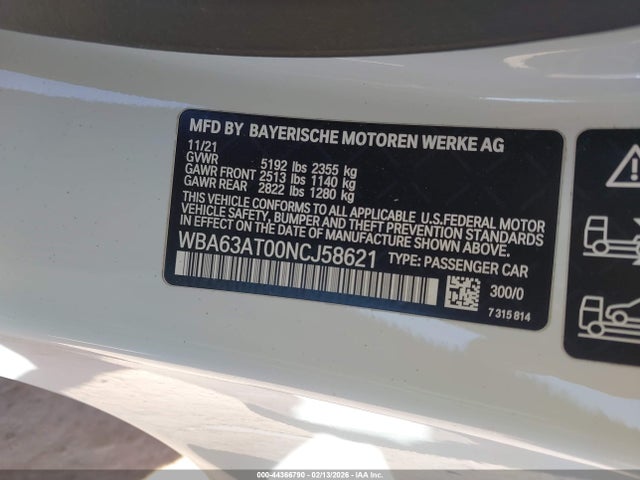 MFD BY BAYERISCHE MOTOREN WERKE AG
11/21
GVWR 5192 lbs 2355 kg
GAWR FRONT 2513 lbs 1140 kg
GAWR REAR 2822 lbs 1280 kg
THIS VEHICLE CONFORMS TO ALL APPLICABLE U.S.FEDERAL MOTOR
VEHICLE SAFETY, BUMPER AND THEFT PREVENTION STANDARDS
IN EFFECT ON THE DATE OF MANUFACTURE SHOWN ABOVE.
WBA63AT00NCJ58621 TYPE: PASSENGER CAR
300/0
7 315 814
000-44366790 - 02/13/2026 - IAA Inc.